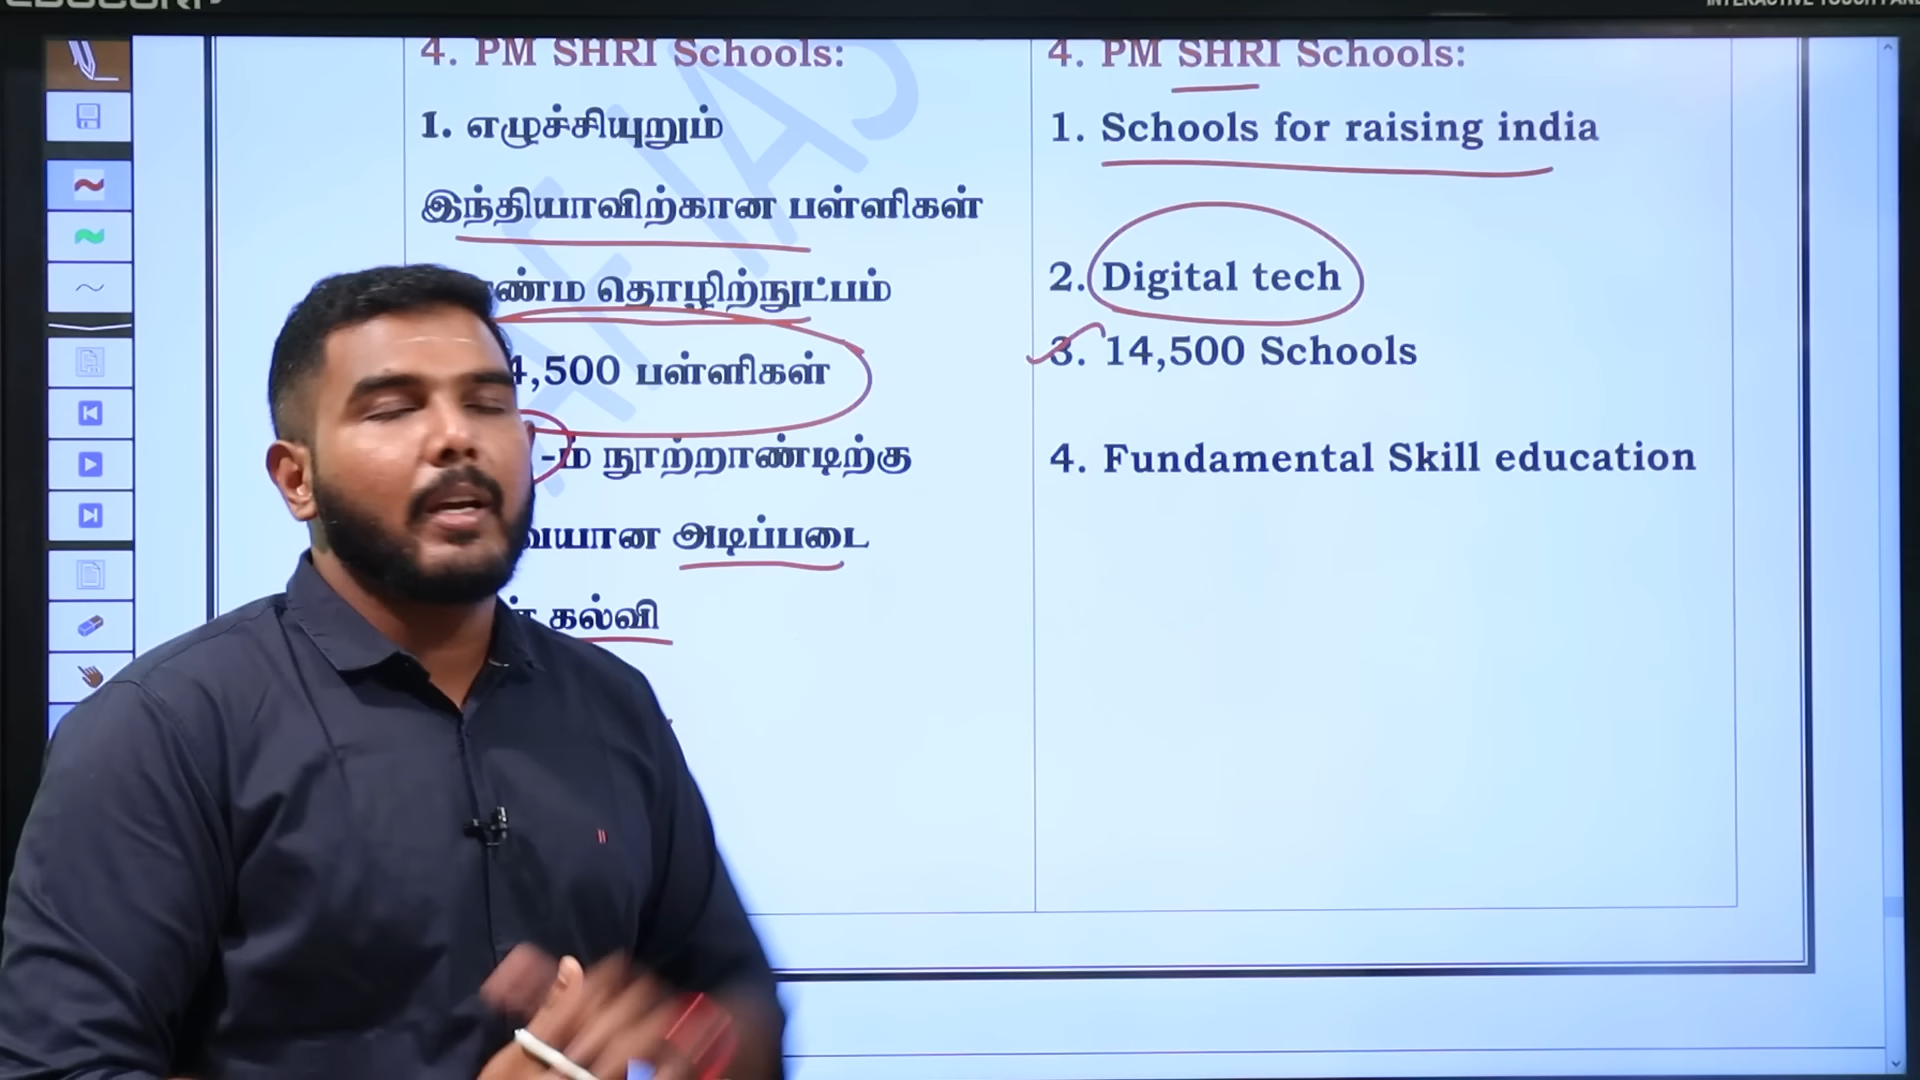 4. PM SHRI Schools:
1. எழுச்சியுறும்
இந்தியாவிற்கான பள்ளிகள்
தொழிற்நுட்பம்
4,500 பள்ளிகள்
-ம் நூற்றாண்டிற்கு
அடிப்படை
கல்வி
4. PM SHRI Schools:
1. Schools for raising india
2. Digital tech
3. 14,500 Schools
4. Fundamental Skill education